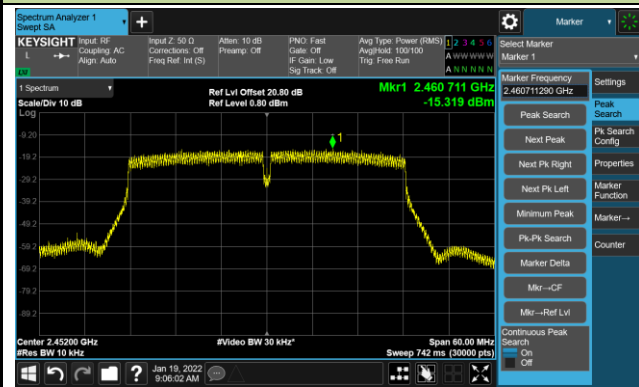 Spectrum Analyzer 1
Swept SA
+
Marker
KEYSIGHT
L
LW
Input: RF
Coupling: AC
Align: Auto
Input Z: 50 Ω
Corrections: Off
Freq Ref: Int (S)
Atten: 10 dB
Preamp: Off
PNO: Fast
Gate: Off
IF Gain: Low
Sig Track: Off
Avg Type: Power (RMS)
Avg|Hold: 100/100
Trig: Free Run
1 2 3 4 5 6
A W W W W W
A N N N N N
Select Marker
Marker 1
1 Spectrum
Scale/Div 10 dB
Log
Ref Lvl Offset 20.80 dB
Ref Level 0.80 dBm
Mkr1 2.460 711 GHz
-15.319 dBm
1
-9.20
-19.2
-29.2
-39.2
-49.2
-59.2
-69.2
-79.2
-89.2
Center 2.45200 GHz
#Res BW 10 kHz
#Video BW 30 kHz*
Span 60.00 MHz
Sweep 742 ms (30000 pts)
Marker Frequency
2.460711290 GHz
Peak Search
Next Peak
Next Pk Right
Next Pk Left
Minimum Peak
Pk-Pk Search
Marker Delta
Mkr→CF
Mkr→Ref Lvl
Continuous Peak
Search
On
Off
Settings
Peak
Search
Pk Search
Config
Properties
Marker
Function
Marker→
Counter
?
Jan 19, 2022
9:06:02 AM